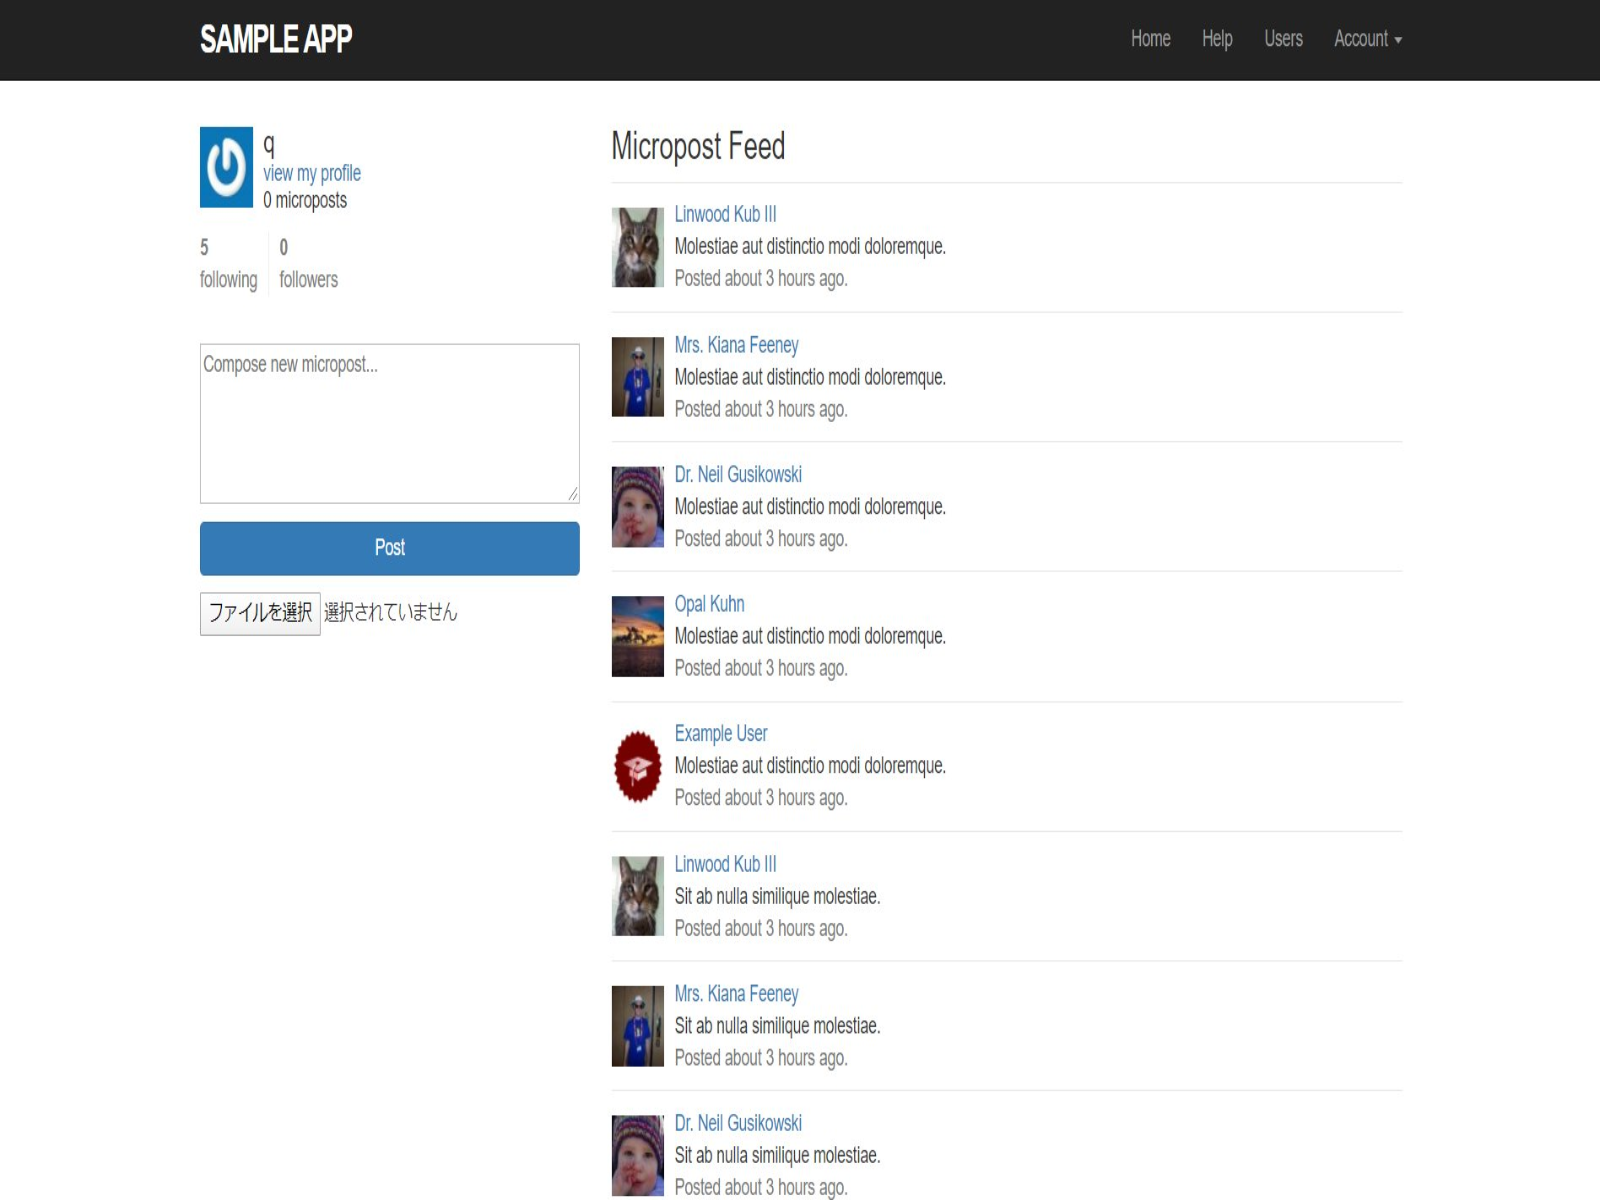 SAMPLE APP
Home Help Users Account
q
view my profile
0 microposts
5
following
0
followers
Compose new micropost...
Post
ファイルを選択 選択されていません
Micropost Feed
Linwood Kub III
Molestiae aut distinctio modi doloremque.
Posted about 3 hours ago.
Mrs. Kiana Feeney
Molestiae aut distinctio modi doloremque.
Posted about 3 hours ago.
Dr. Neil Gusikowski
Molestiae aut distinctio modi doloremque.
Posted about 3 hours ago.
Opal Kuhn
Molestiae aut distinctio modi doloremque.
Posted about 3 hours ago.
Example User
Molestiae aut distinctio modi doloremque.
Posted about 3 hours ago.
Linwood Kub III
Sit ab nulla similique molestiae.
Posted about 3 hours ago.
Mrs. Kiana Feeney
Sit ab nulla similique molestiae.
Posted about 3 hours ago.
Dr. Neil Gusikowski
Sit ab nulla similique molestiae.
Posted about 3 hours ago.